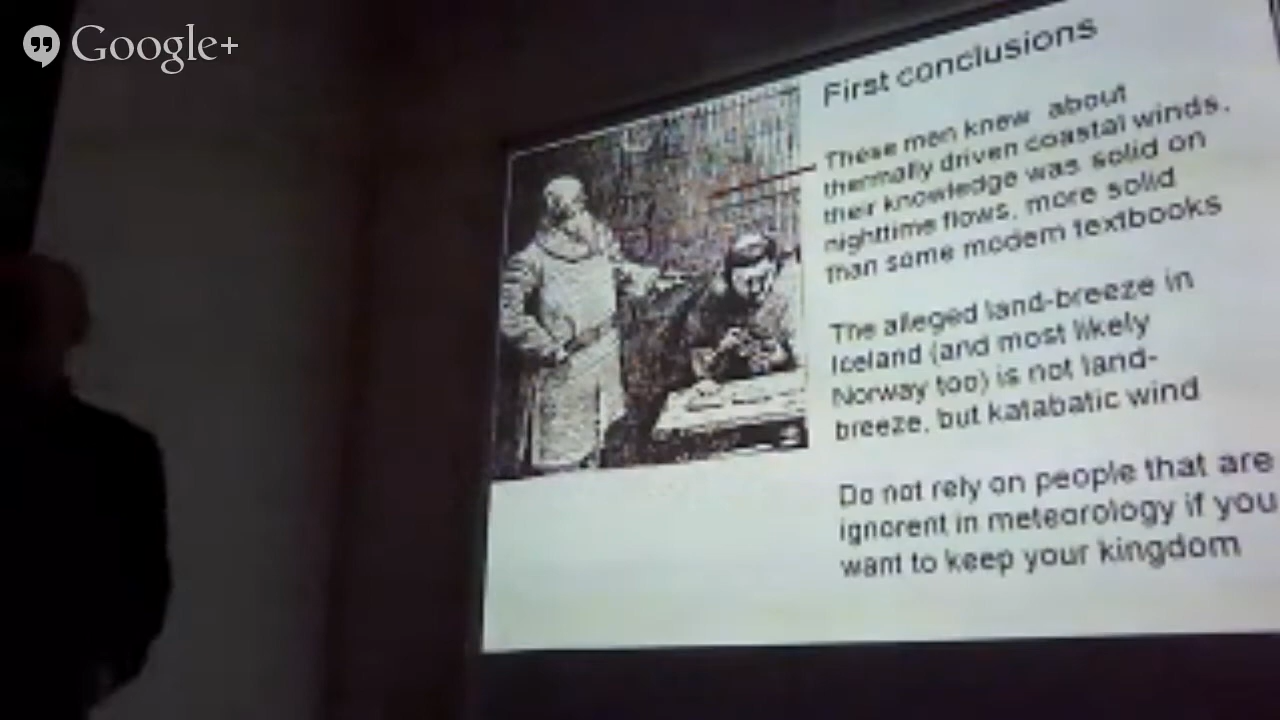 Google+
First conclusions
These men knew about
thermally driven coastal winds,
their knowledge was solid on
nighttime flows, more solid
than some modern textbooks
The alleged land-breeze in
Iceland (and most likely
Norway too) is not land-
breeze, but katabatic wind
Do not rely on people that are
ignorent in meteorology if you
want to keep your kingdom